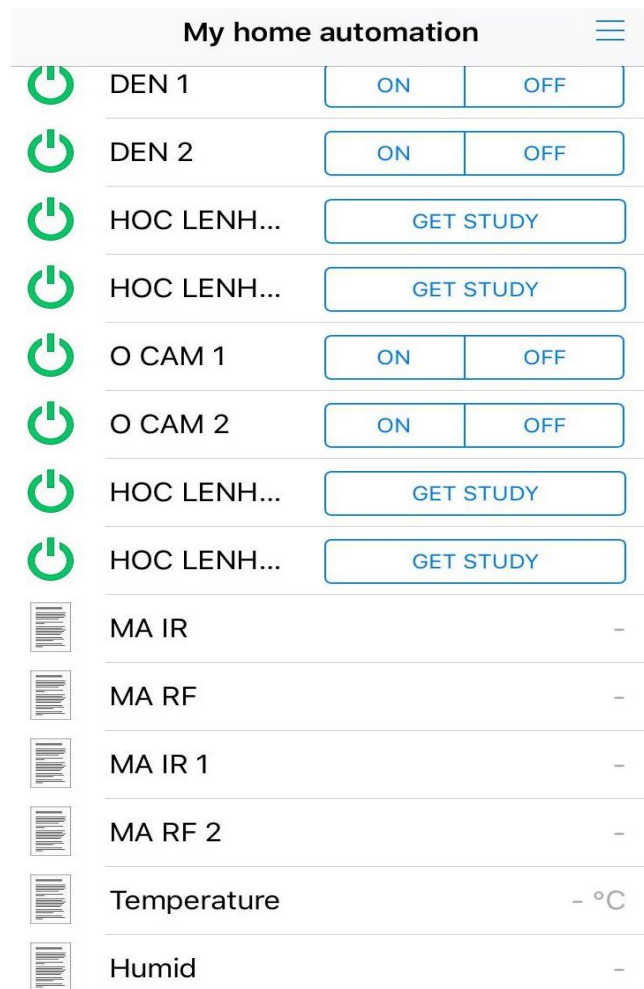 My home automation
DEN 1 ON OFF
DEN 2 ON OFF
HOC LENH... GET STUDY
HOC LENH... GET STUDY
O CAM 1 ON OFF
O CAM 2 ON OFF
HOC LENH... GET STUDY
HOC LENH... GET STUDY
MA IR -
MA RF -
MA IR 1 -
MA RF 2 -
Temperature - °C
Humid -